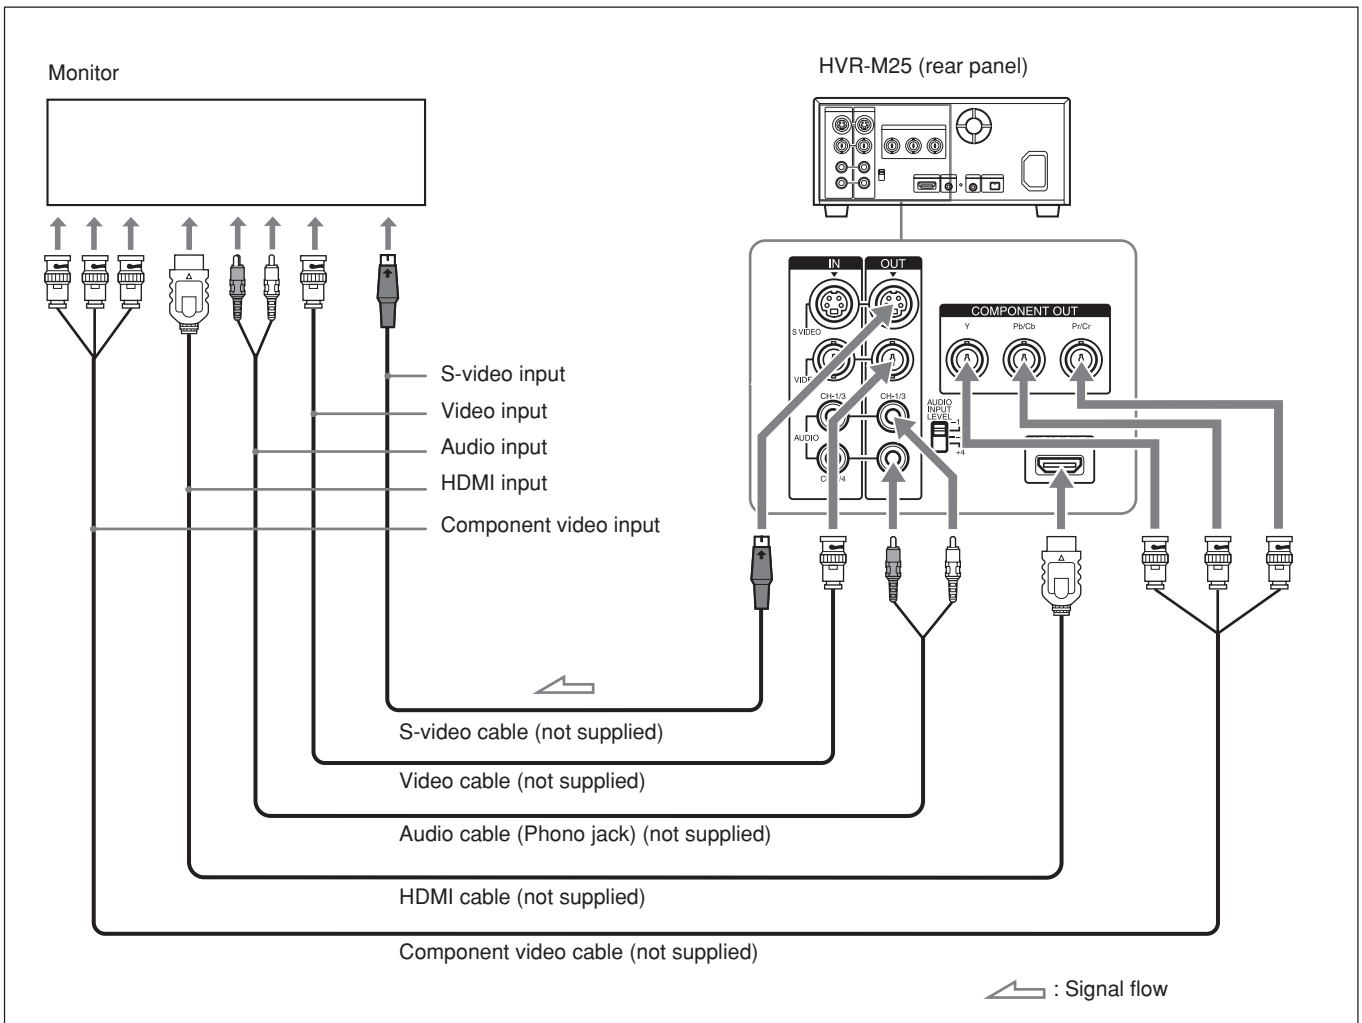 Monitor
HVR-M25 (rear panel)
IN
OUT
S VIDEO
COMPONENT OUT
Y
Pb/Cb
Pr/Cr
CH-1/3
CH-1/3
AUDIO
INPUT
LEVEL
AUDIO
+4
S-video input
Video input
Audio input
HDMI input
Component video input
S-video cable (not supplied)
Video cable (not supplied)
Audio cable (Phono jack) (not supplied)
HDMI cable (not supplied)
Component video cable (not supplied)
: Signal flow